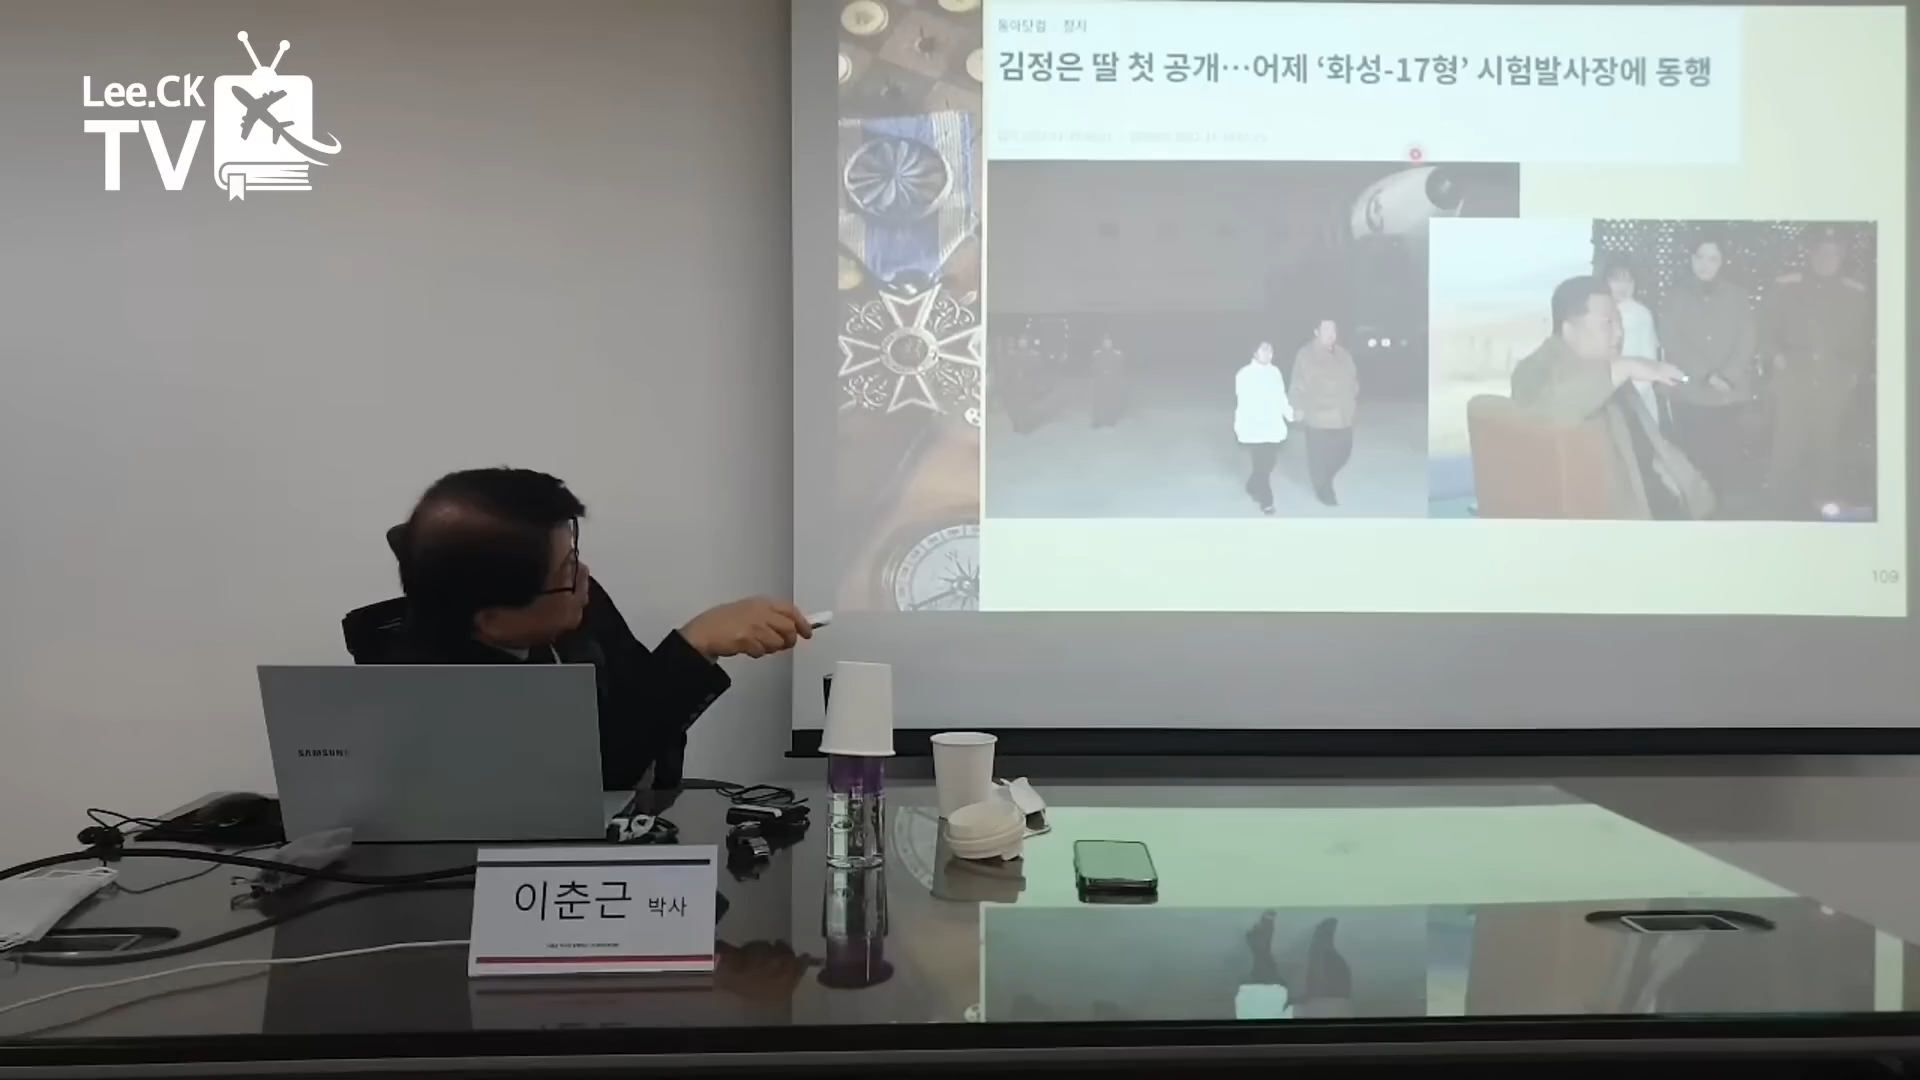 Lee.CK
TV
동아닷컴 정치
김정은 딸 첫 공개…어제 ‘화성-17형’ 시험발사장에 동행
109
SAMSUNG
이춘근 박사